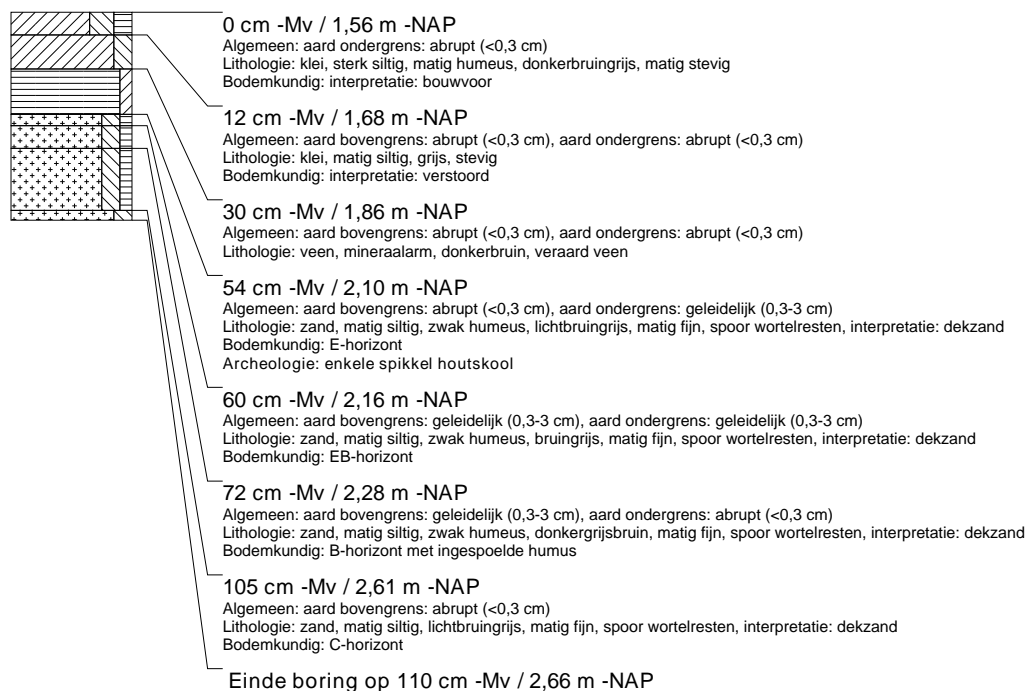 0 cm -Mv / 1,56 m -NAP
Algemeen: aard ondergrens: abrupt (<0,3 cm)
Lithologie: klei, sterk siltig, matig humeus, donkerbruingrijs, matig stevig
Bodemkundig: interpretatie: bouwvoor
12 cm -Mv / 1,68 m -NAP
Algemeen: aard bovengrens: abrupt (<0,3 cm), aard ondergrens: abrupt (<0,3 cm)
Lithologie: klei, matig siltig, grijs, stevig
Bodemkundig: interpretatie: verstoord
30 cm -Mv / 1,86 m -NAP
Algemeen: aard bovengrens: abrupt (<0,3 cm), aard ondergrens: abrupt (<0,3 cm)
Lithologie: veen, mineraalarm, donkerbruin, veraard veen
54 cm -Mv / 2,10 m -NAP
Algemeen: aard bovengrens: abrupt (<0,3 cm), aard ondergrens: geleidelijk (0,3-3 cm)
Lithologie: zand, matig siltig, zwak humeus, lichtbruingrijs, matig fijn, spoor wortelresten, interpretatie: dekzand
Bodemkundig: E-horizont
Archeologie: enkele spikkel houtskool
60 cm -Mv / 2,16 m -NAP
Algemeen: aard bovengrens: geleidelijk (0,3-3 cm), aard ondergrens: geleidelijk (0,3-3 cm)
Lithologie: zand, matig siltig, zwak humeus, bruingrijs, matig fijn, spoor wortelresten, interpretatie: dekzand
Bodemkundig: EB-horizont
72 cm -Mv / 2,28 m -NAP
Algemeen: aard bovengrens: geleidelijk (0,3-3 cm), aard ondergrens: abrupt (<0,3 cm)
Lithologie: zand, matig siltig, zwak humeus, donkergrijsbruin, matig fijn, spoor wortelresten, interpretatie: dekzand
Bodemkundig: B-horizont met ingespoelde humus
105 cm -Mv / 2,61 m -NAP
Algemeen: aard bovengrens: abrupt (<0,3 cm)
Lithologie: zand, matig siltig, lichtbruingrijs, matig fijn, spoor wortelresten, interpretatie: dekzand
Bodemkundig: C-horizont
Einde boring op 110 cm -Mv / 2,66 m -NAP